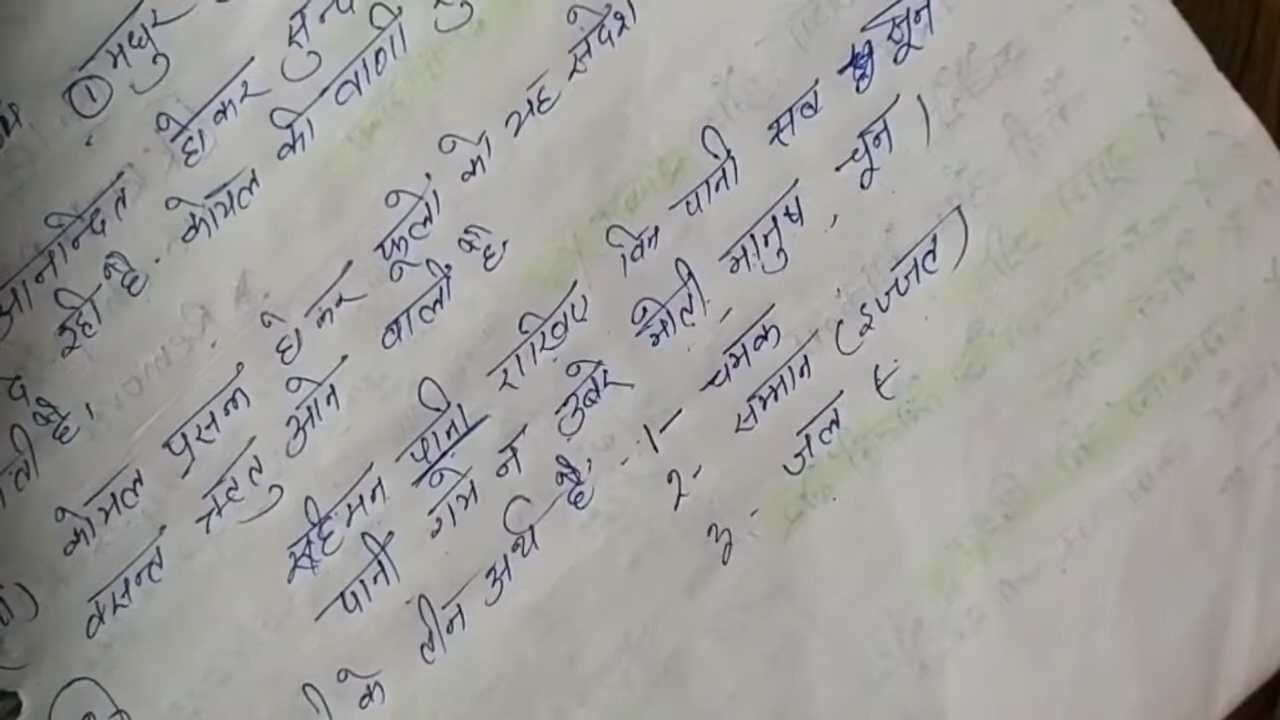 ① मधुर
आनन्दित होकर
रही है. कोयल की वाणी
है।
कोयल प्रसन्न होकर फूलो को यह संदेश
वसन्त ऋतु आने वाली है.
रहिमन पानी राखिए बिन पानी सब सून
पानी गये न उबरे मोती, मानुष, चून।
के तीन अर्थ है. - 1- चमक
2- सम्मान (इज्जत)
3- जल